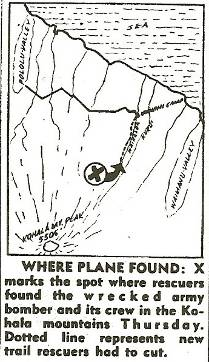 SEA
POLOLU VALLEY
WAIMANU VALLEY
KOHALA MT. PEAK
5505
X
WHERE PLANE FOUND: X
marks the spot where rescuers
found the wrecked army
bomber and its crew in the Ko-
hala mountains Thursday.
Dotted line represents new
trail rescuers had to cut.